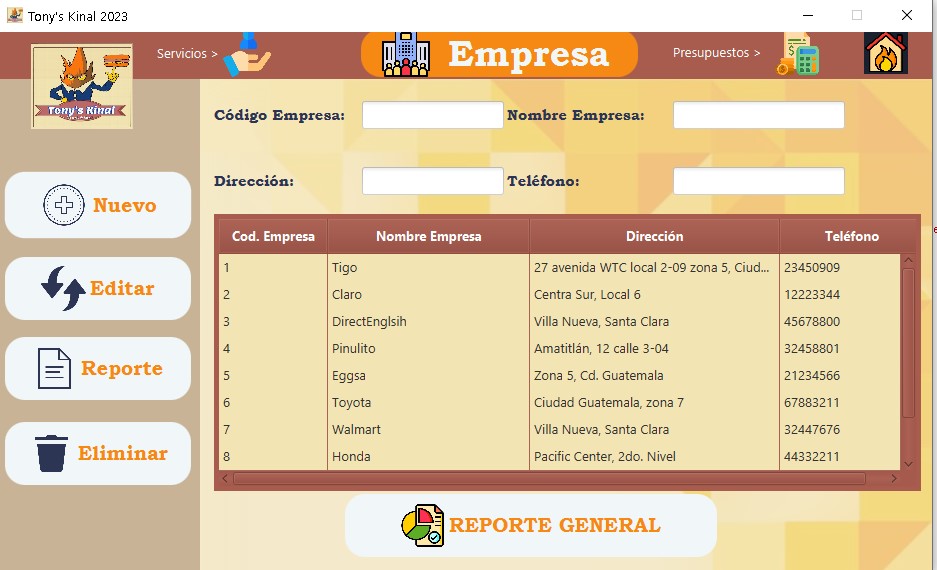 Tony's Kinal 2023
Servicios >
Empresa
Presupuestos >
Tony's Kinal
Código Empresa:
Nombre Empresa:
Dirección:
Teléfono:
Nuevo
Editar
Reporte
Eliminar
Cod. Empresa Nombre Empresa Dirección Teléfono
1 Tigo 27 avenida WTC local 2-09 zona 5, Ciud... 23450909
2 Claro Centra Sur, Local 6 12223344
3 DirectEnglsih Villa Nueva, Santa Clara 45678800
4 Pinulito Amatitlán, 12 calle 3-04 32458801
5 Eggsa Zona 5, Cd. Guatemala 21234566
6 Toyota Ciudad Guatemala, zona 7 67883211
7 Walmart Villa Nueva, Santa Clara 32447676
8 Honda Pacific Center, 2do. Nivel 44332211
REPORTE GENERAL